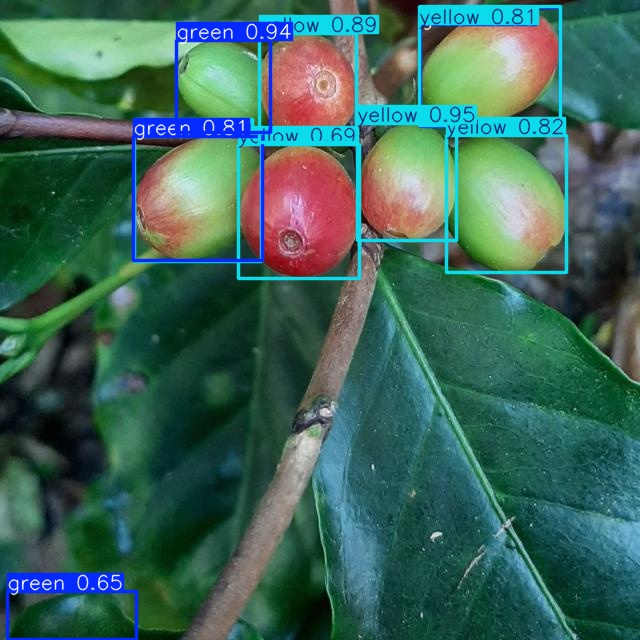 green 0.94
yellow 0.89
yellow 0.81
green 0.81
yellow 0.69
yellow 0.95
yellow 0.82
green 0.65